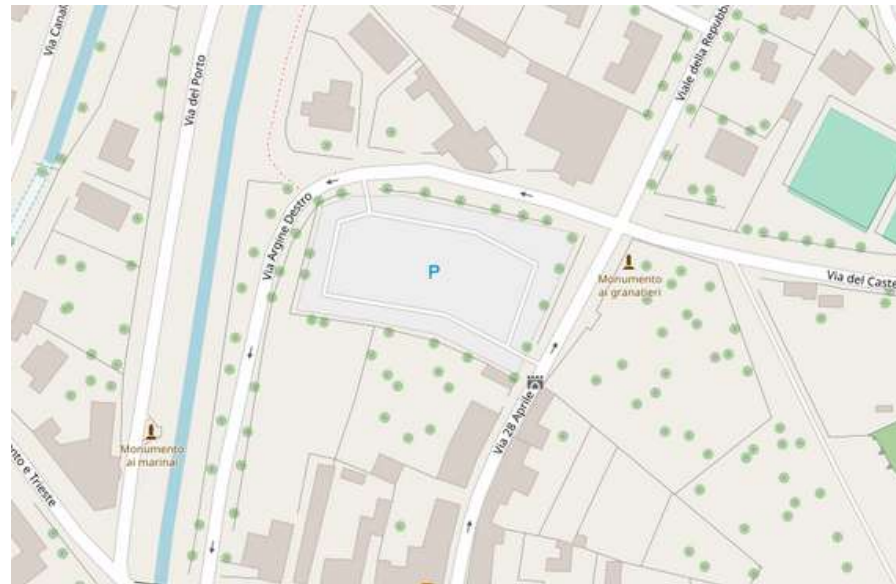 Via Canal
Via del Porto
Viale della Repubb
Via Argine Destro
P
Monumento
ai granatieri
Via del Caste
Via 28 Aprile
Monumento
ai marinai
nto e Trieste